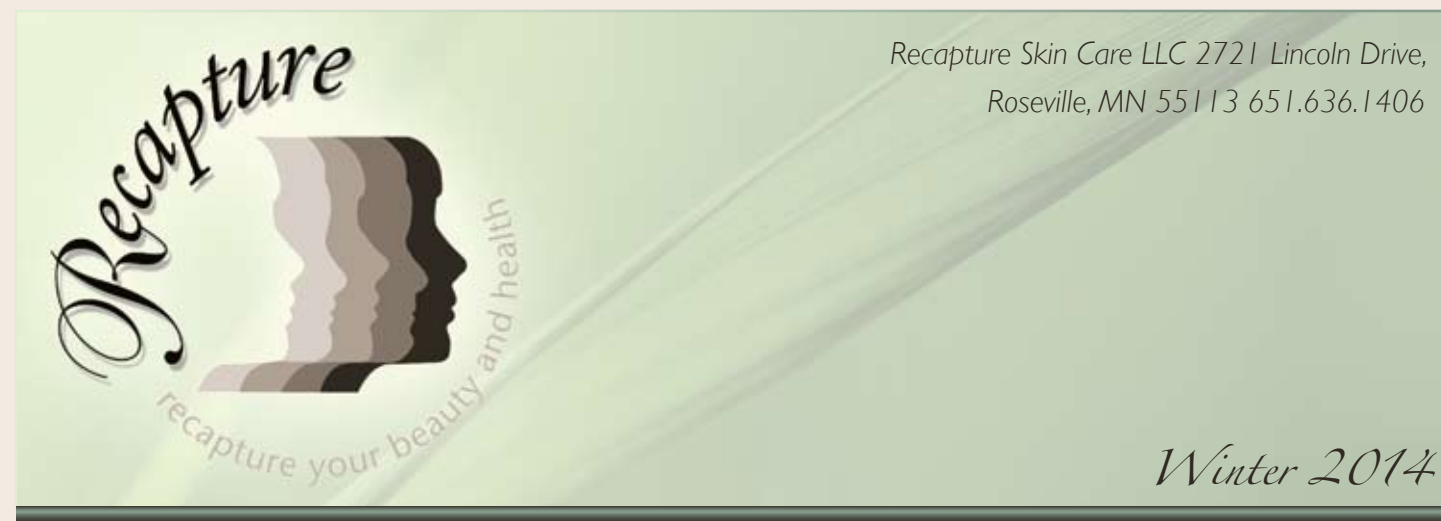 Recapture
recapture your beauty and health
Recapture Skin Care LLC 2721 Lincoln Drive,
Roseville, MN 55113 651.636.1406
Winter 2014